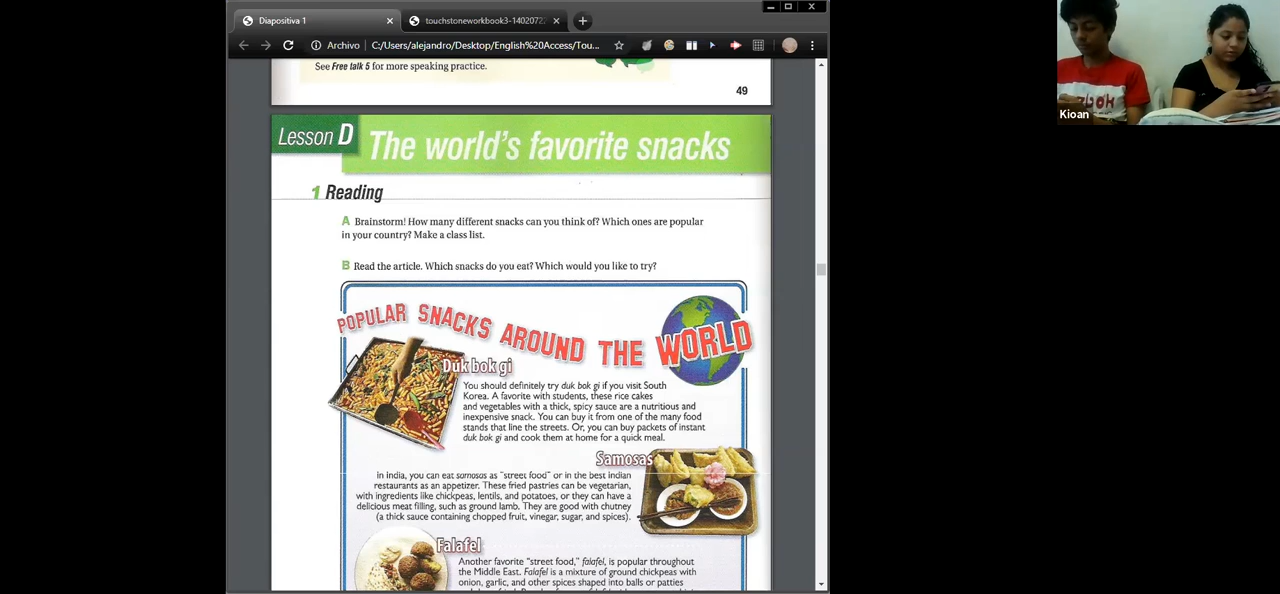 Diapositiva 1
touchstoneworkbook3-14020722
Archivo
C:/Users/alejandro/Desktop/English%20Access/Tou...
See Free talk 5 for more speaking practice.
49
Lesson D
The world's favorite snacks
1 Reading
A Brainstorm! How many different snacks can you think of? Which ones are popular
in your country? Make a class list.
B Read the article. Which snacks do you eat? Which would you like to try?
POPULAR SNACKS AROUND THE WORLD
Duk bok gi
You should definitely try duk bok gi if you visit South
Korea. A favorite with students, these rice cakes
and vegetables with a thick, spicy sauce are a nutritious and
inexpensive snack. You can buy it from one of the many food
stands that line the streets. Or, you can buy packets of instant
duk bok gi and cook them at home for a quick meal.
Samosas
In India, you can eat samosas as "street food" or in the best Indian
restaurants as an appetizer. These fried pastries can be vegetarian,
with ingredients like chickpeas, lentils, and potatoes, or they can have a
delicious meat filling, such as ground lamb. They are good with chutney
(a thick sauce containing chopped fruit, vinegar, sugar, and spices).
Falafel
Another favorite "street food," falafel, is popular throughout
the Middle East. Falafel is a mixture of ground chickpeas with
onion, garlic, and other spices shaped into balls or patties
Kioan